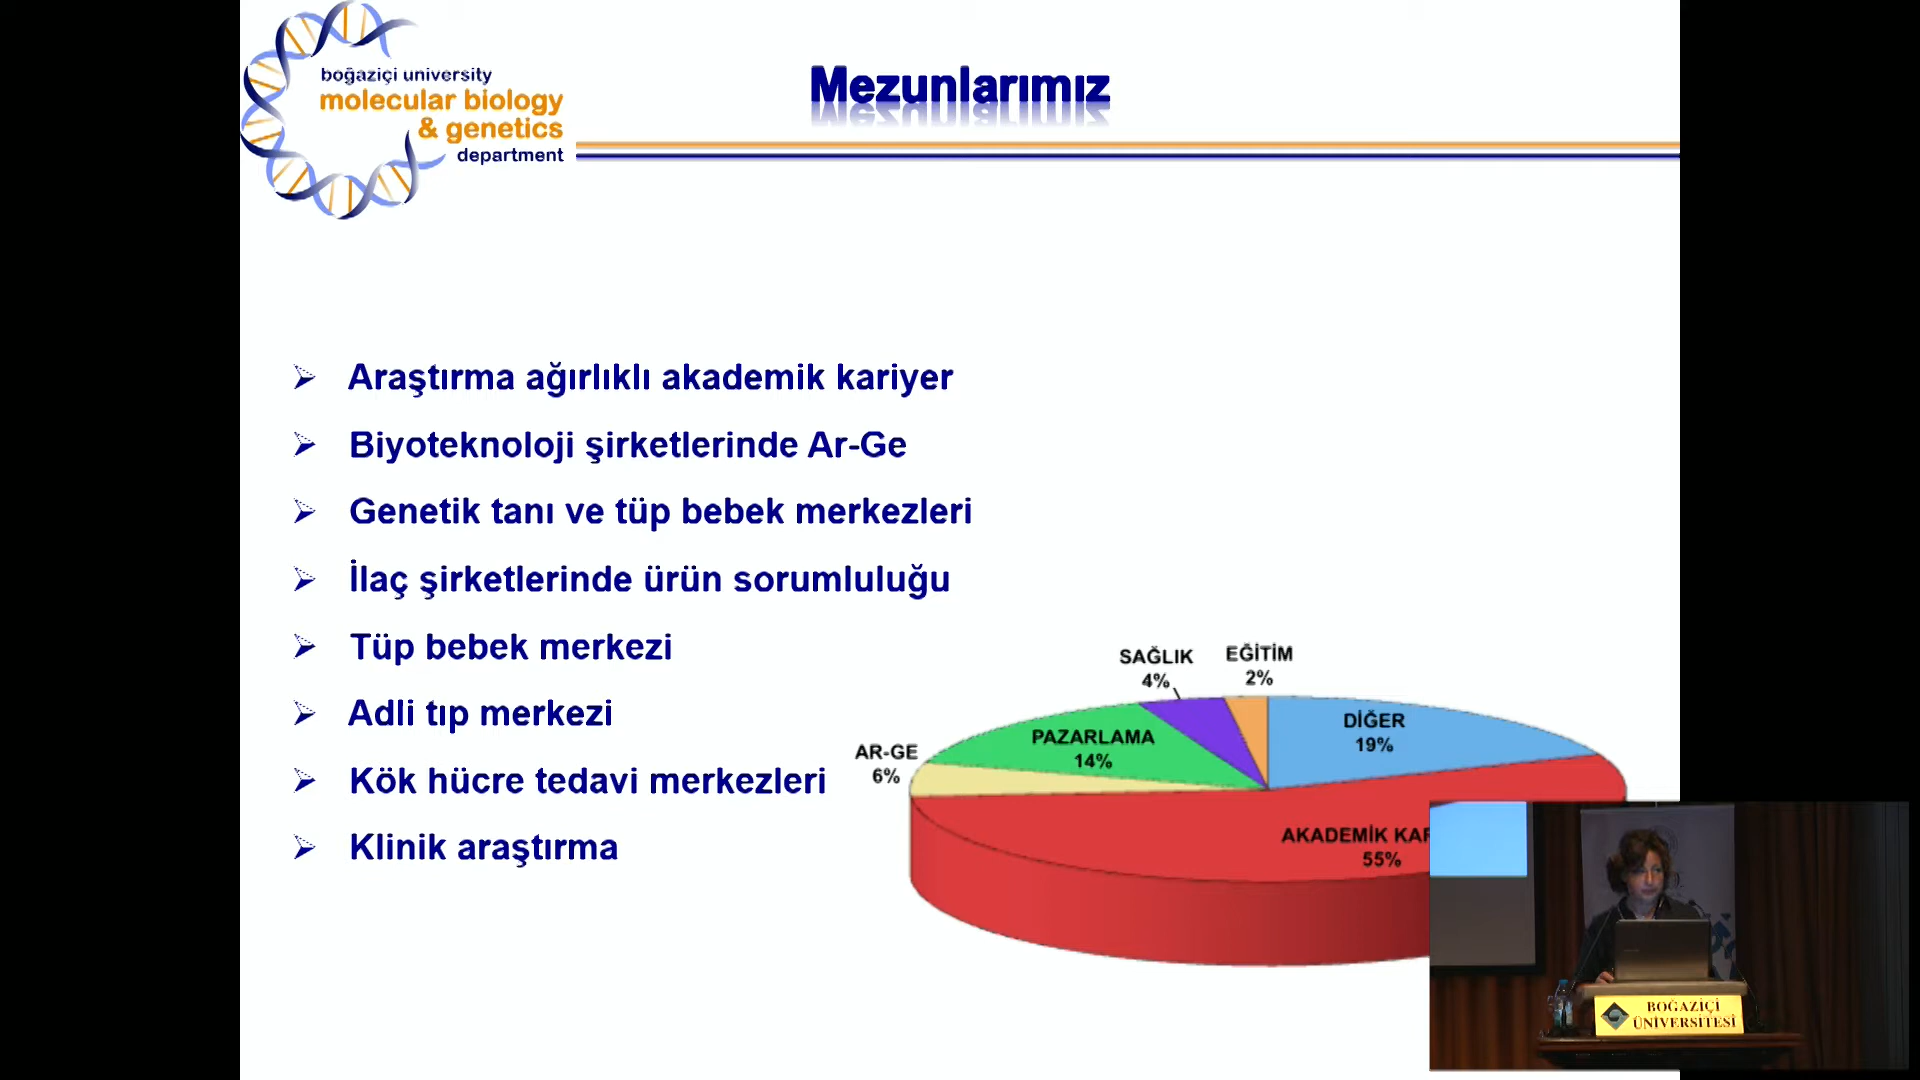 boğaziçi university
molecular biology
& genetics
department
Mezunlarımız
Araştırma ağırlıklı akademik kariyer
Biyoteknoloji şirketlerinde Ar-Ge
Genetik tanı ve tüp bebek merkezleri
İlaç şirketlerinde ürün sorumluluğu
Tüp bebek merkezi
Adli tıp merkezi
Kök hücre tedavi merkezleri
Klinik araştırma
SAĞLIK
4%
EĞİTİM
2%
DİĞER
19%
PAZARLAMA
14%
AR-GE
6%
AKADEMİK
55%
BOĞAZİÇİ
ÜNİVERSİTESİ